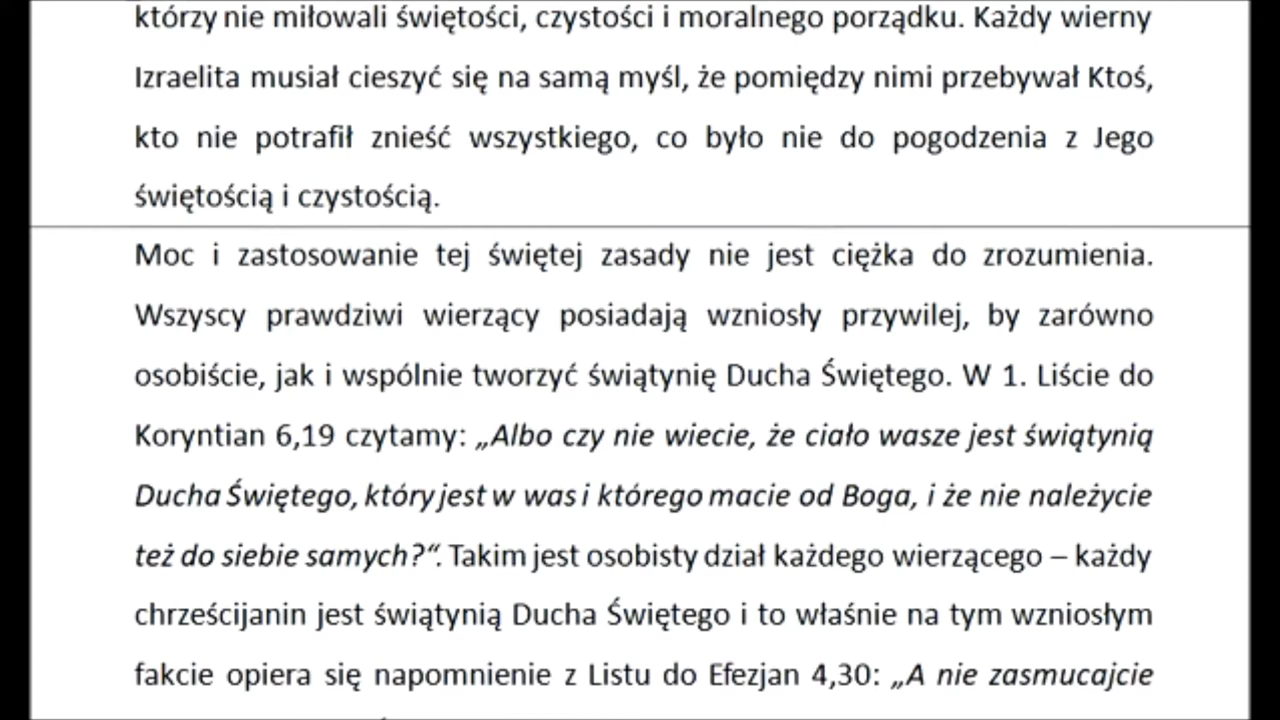 którzy nie miłowali świętości, czystości i moralnego porządku. Każdy wierny
Izraelita musiał cieszyć się na samą myśl, że pomiędzy nimi przebywał Ktoś,
kto nie potrafił znieść wszystkiego, co było nie do pogodzenia z Jego
świętością i czystością.
Moc i zastosowanie tej świętej zasady nie jest ciężka do zrozumienia.
Wszyscy prawdziwi wierzący posiadają wzniosły przywilej, by zarówno
osobiście, jak i wspólnie tworzyć świątynię Ducha Świętego. W 1. Liście do
Koryntian 6,19 czytamy: „Albo czy nie wiecie, że ciało wasze jest świątynią
Ducha Świętego, który jest w was i którego macie od Boga, i że nie należycie
też do siebie samych?“. Takim jest osobisty dział każdego wierzącego – każdy
chrześcijanin jest świątynią Ducha Świętego i to właśnie na tym wzniosłym
fakcie opiera się napomnienie z Listu do Efezjan 4,30: „A nie zasmucajcie